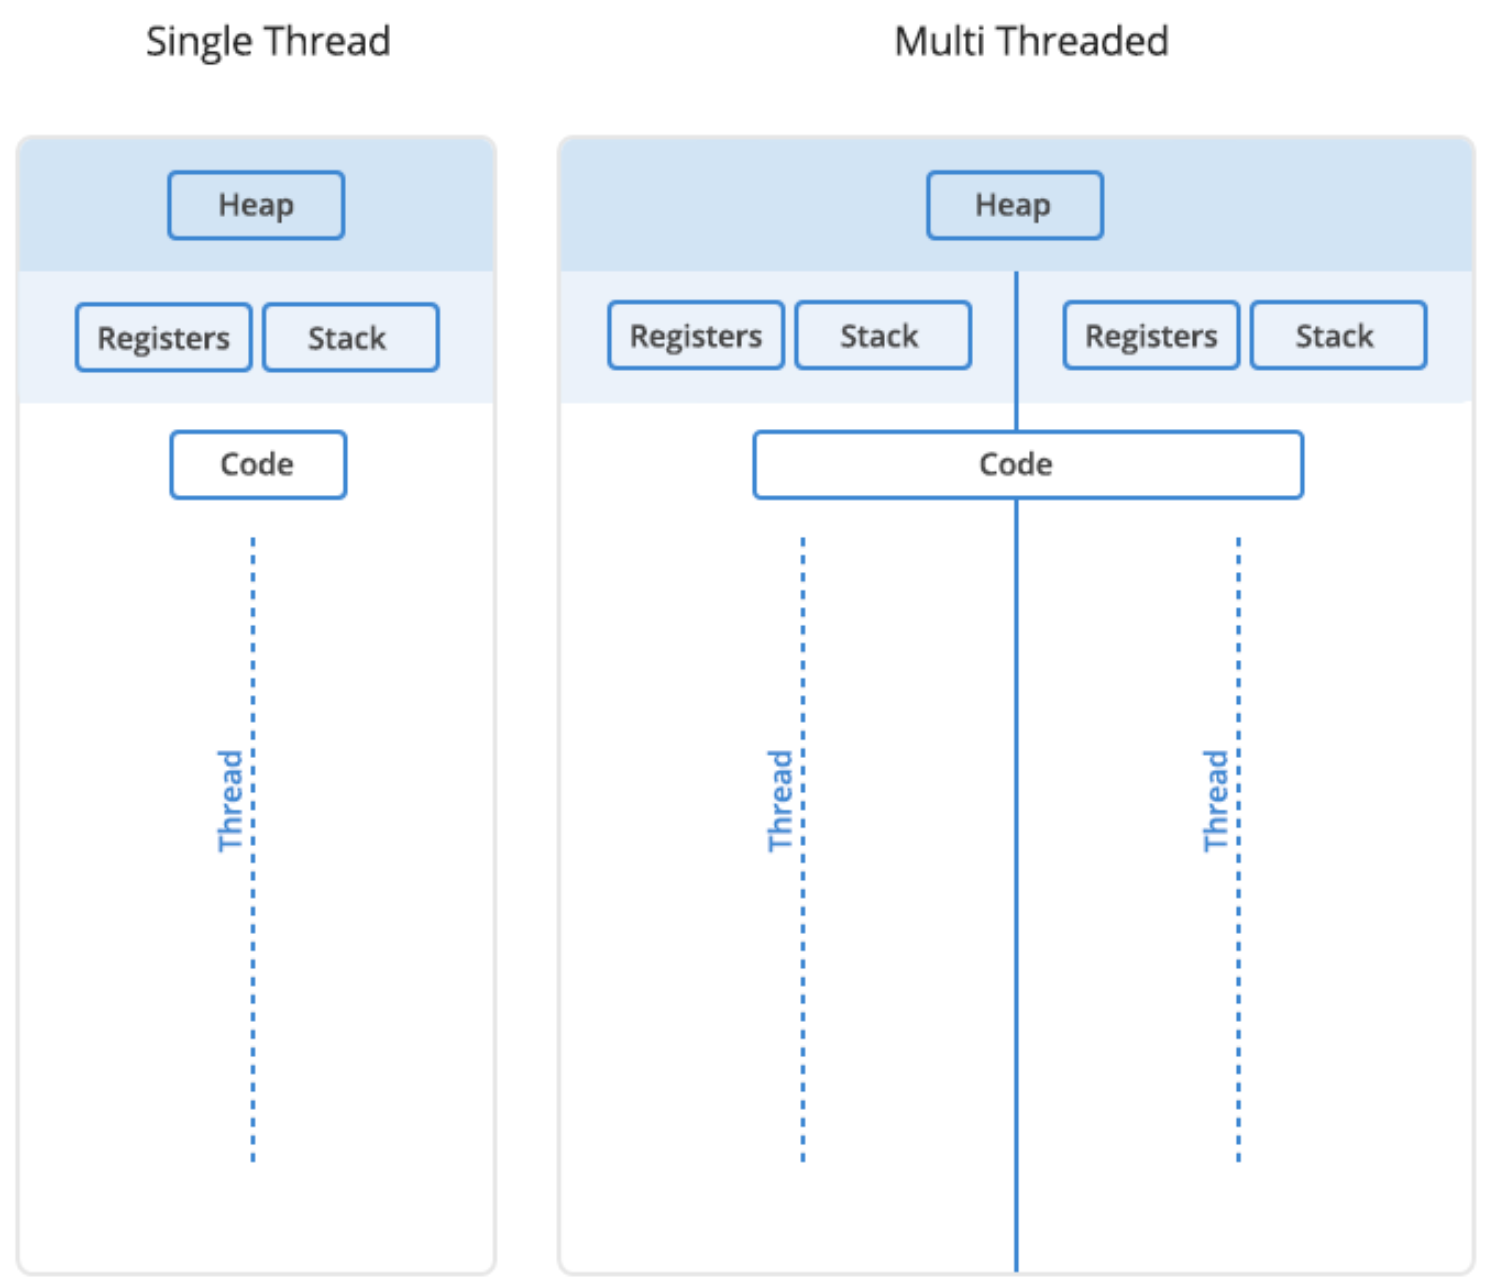 Single Thread
Multi Threaded
Heap
Heap
Registers
Stack
Registers
Stack
Registers
Stack
Code
Code
Thread
Thread
Thread